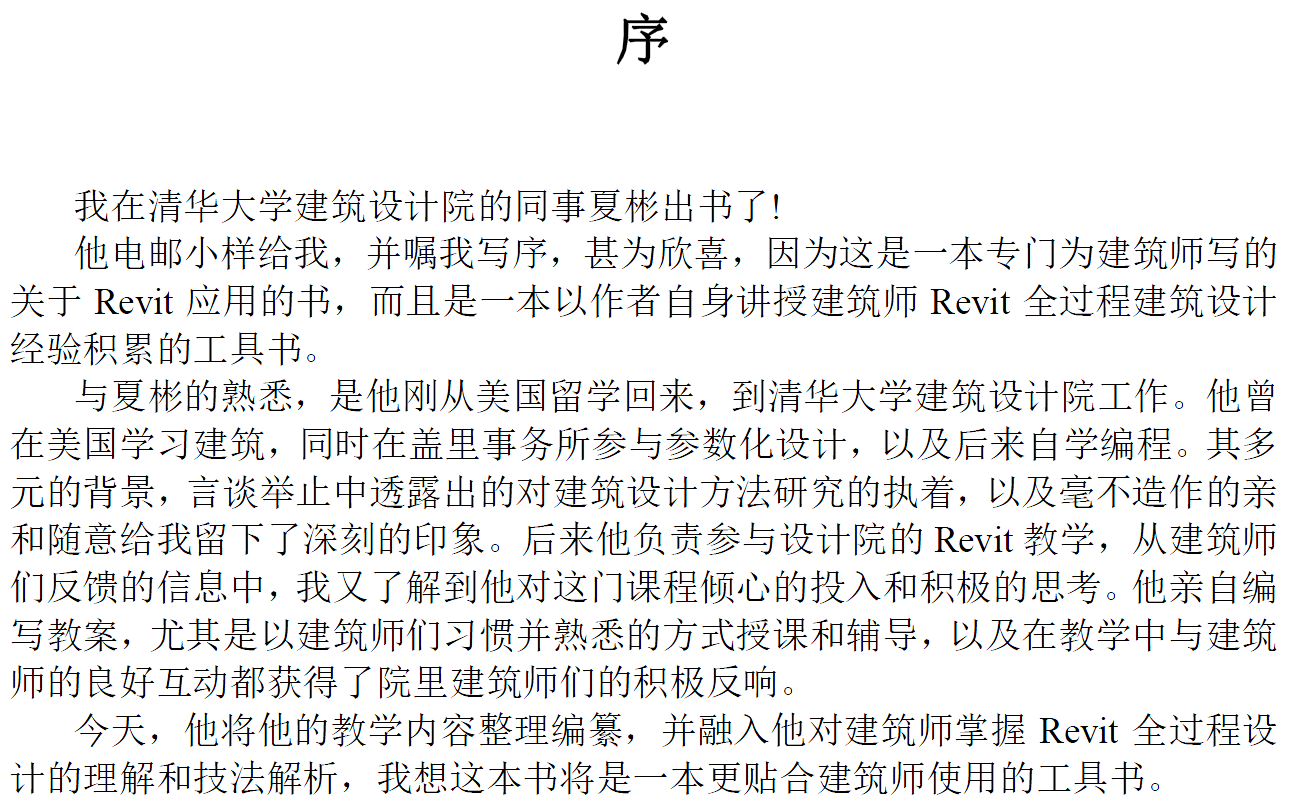 序
我在清华大学建筑设计院的同事夏彬出书了!
他电邮小样给我，并嘱我写序，甚为欣喜，因为这是一本专门为建筑师写的
关于 Revit 应用的书，而且是一本以作者自身讲授建筑师 Revit 全过程建筑设计
经验积累的工具书。
与夏彬的熟悉，是他刚从美国留学回来，到清华大学建筑设计院工作。他曾
在美国学习建筑，同时在盖里事务所参与参数化设计，以及后来自学编程。其多
元的背景，言谈举止中透露出的对建筑设计方法研究的执着，以及毫不造作的亲
和随意给我留下了深刻的印象。后来他负责参与设计院的 Revit 教学，从建筑师
们反馈的信息中，我又了解到他对这门课程倾心的投入和积极的思考。他亲自编
写教案，尤其是以建筑师们习惯并熟悉的方式授课和辅导，以及在教学中与建筑
师的良好互动都获得了院里建筑师们的积极反响。
今天，他将他的教学内容整理编纂，并融入他对建筑师掌握 Revit 全过程设
计的理解和技法解析，我想这本书将是一本更贴合建筑师使用的工具书。